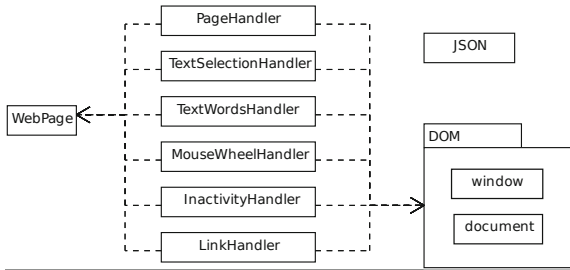 PageHandler
JSON
TextSelectionHandler
WebPage
TextWordsHandler
DOM
MouseWheelHandler
window
InactivityHandler
document
LinkHandler